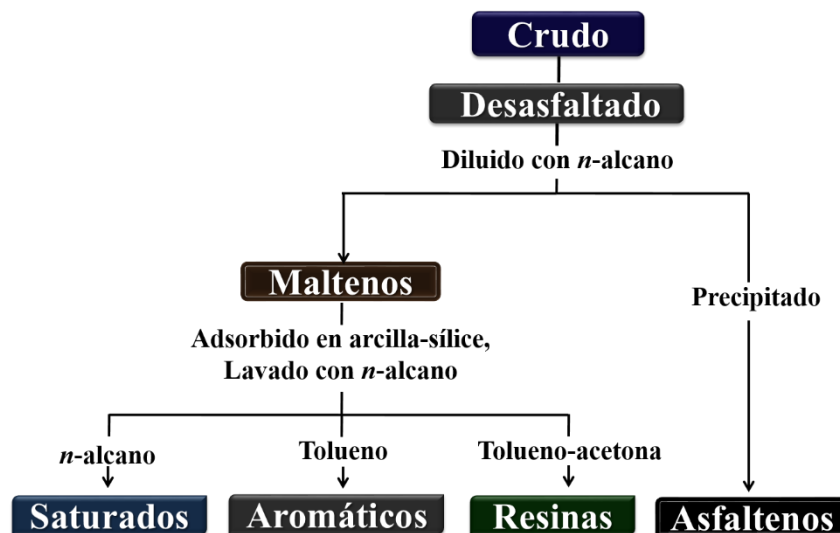 Crudo
Desasfaltado
Diluido con n-alcano
Maltenos
Precipitado
Adsorbido en arcilla-sílice,
Lavado con n-alcano
n-alcano
Tolueno
Tolueno-acetona
Saturados
Aromáticos
Resinas
Asfaltenos